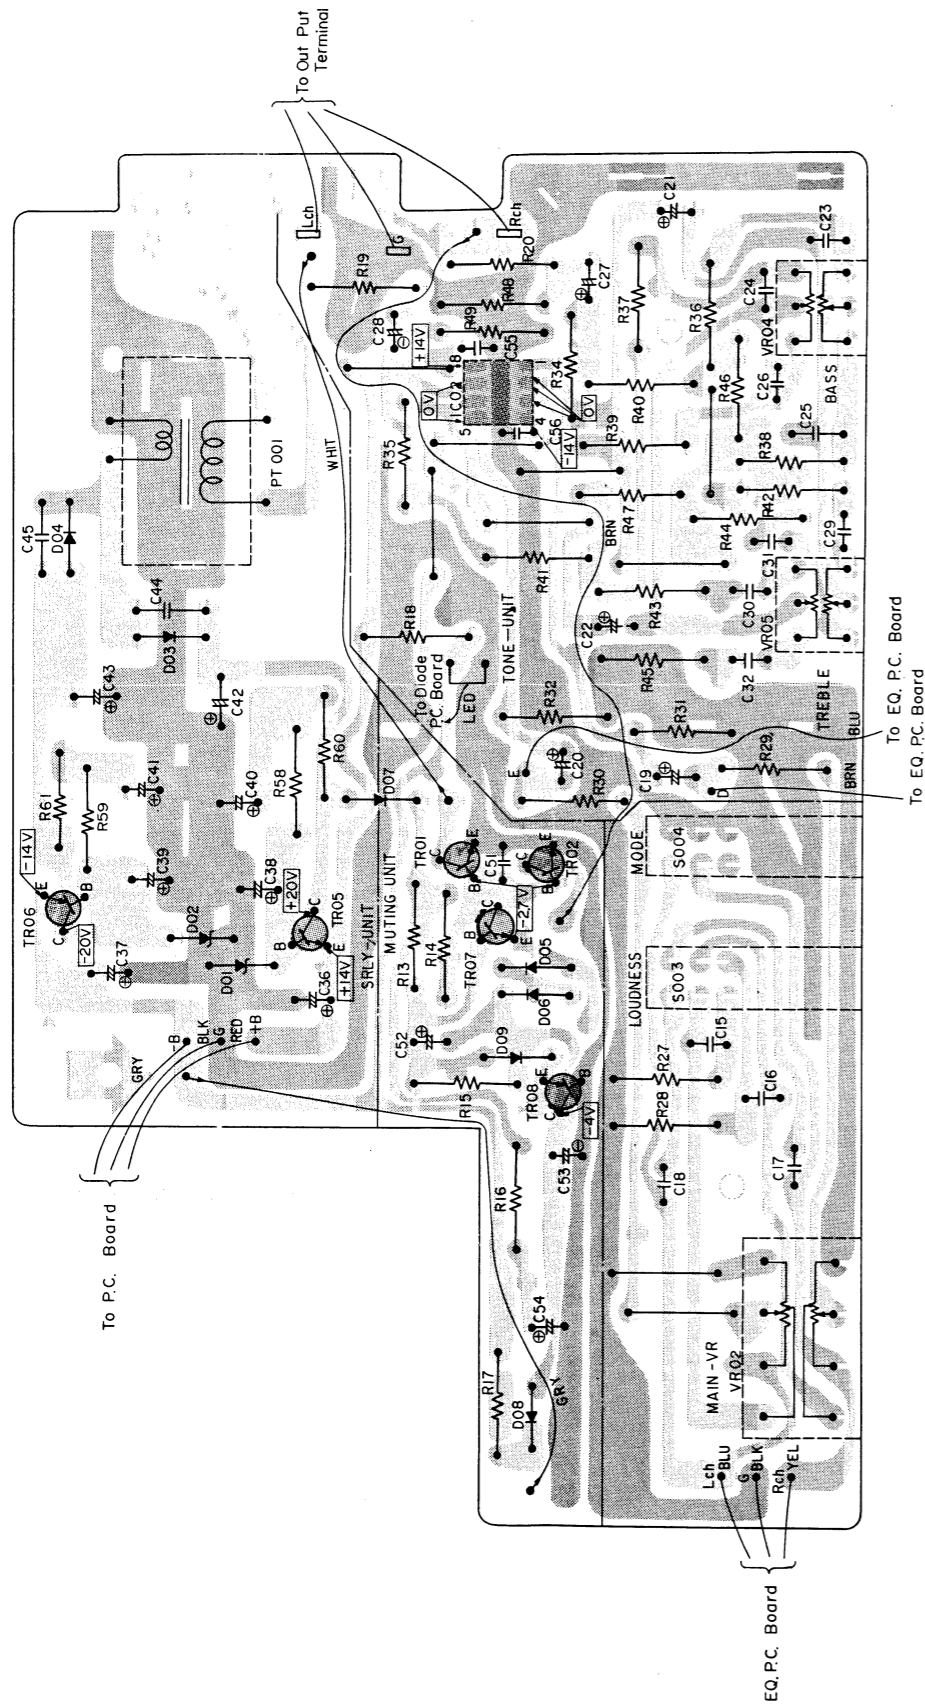 To Out Put
Terminal
Lch
G
Rch
R19
R20
C28
⊖
+14V
R48
R49
C55
8
1
0V
IC02
5
4
C56
-14V
0V
⊕
C27
R34
R35
R37
R36
⊕
C21
C23
C24
VR04
BASS
C26
C25
R46
R40
R39
R38
R42
R44
R47
BRN
R41
C31
C29
C30
VR05
TREBLE
C32
R43
C22
⊕
R45
R31
R32
TONE-UNIT
R18
To Diode
P.C. Board
LED
WHIT
PT 001
C45
D04
C44
D03
C43
C42
⊕
R61
R59
C41
⊕
C40
⊕
R58
R60
D07
-14V
TR06
E
B
C
-20V
C39
⊕
C38
⊕
+20V
TR05
B
C
E
+14V
D02
D01
C37
⊕
C36
⊕
SRLY-UNIT
MUTING UNIT
GRY
-B
BLK
G
RED
+B
To P.C. Board
TR01
C
E
B
C51
TR02
C
E
B
TR07
B
C
E
-2.7V
R13
R14
D05
D06
D09
C52
⊕
R15
TR08
C
E
B
-4V
C53
⊕
R16
C54
⊕
R17
D08
GRY
E
C20
⊕
R30
C19
⊕
D
R29
BLU
BRN
To EQ. P.C. Board
To EQ. P.C. Board
MODE
S004
LOUDNESS
S003
C15
R27
C16
R28
C18
C17
MAIN-VR
VR02
Lch
BLU
G
BLK
Rch
YEL
EQ. P.C. Board